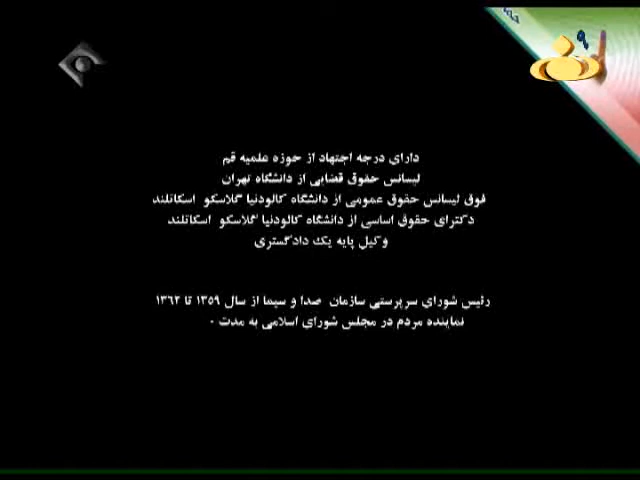 دارای درجه اجتهاد از حوزه علمیه قم
لیسانس حقوق قضایی از دانشگاه تهران
فوق لیسانس حقوق عمومی از دانشگاه کالودنیا گلاسکو اسکاتلند
دکترای حقوق اساسی از دانشگاه کالودنیا گلاسکو اسکاتلند
وکیل پایه یک دادگستری
رئیس شورای سرپرستی سازمان صدا و سیما از سال ۱۳۵۹ تا ۱۳۶۲
نماینده مردم در مجلس شورای اسلامی به مدت ۰